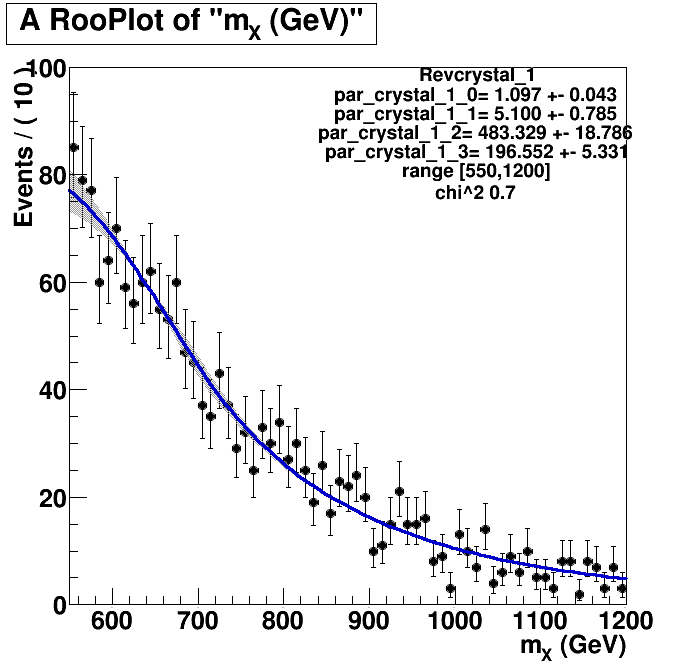 A RooPlot of "mX (GeV)"
Events / ( 10 )
100
80
60
40
20
0
Revcrystal_1
par_crystal_1_0= 1.097 +- 0.043
par_crystal_1_1= 5.100 +- 0.785
par_crystal_1_2= 483.329 +- 18.786
par_crystal_1_3= 196.552 +- 5.331
range [550,1200]
chi^2 0.7
600 700 800 900 1000 1100 1200
mX (GeV)